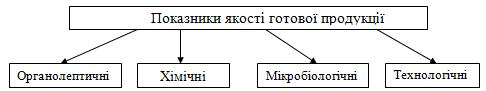 Показники якості готової продукції
Органолептичні
Хімічні
Мікробіологічні
Технологічні